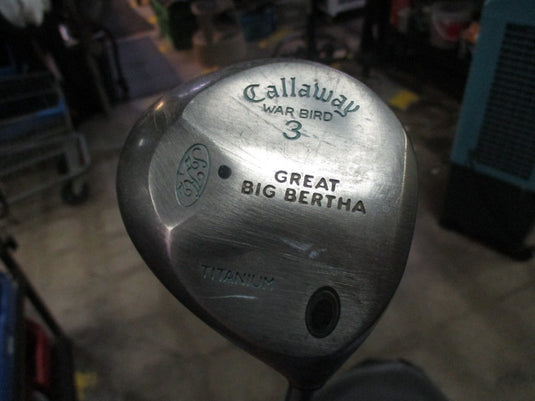 Callaway
WAR BIRD
3
GREAT
BIG BERTHA
TITANIUM